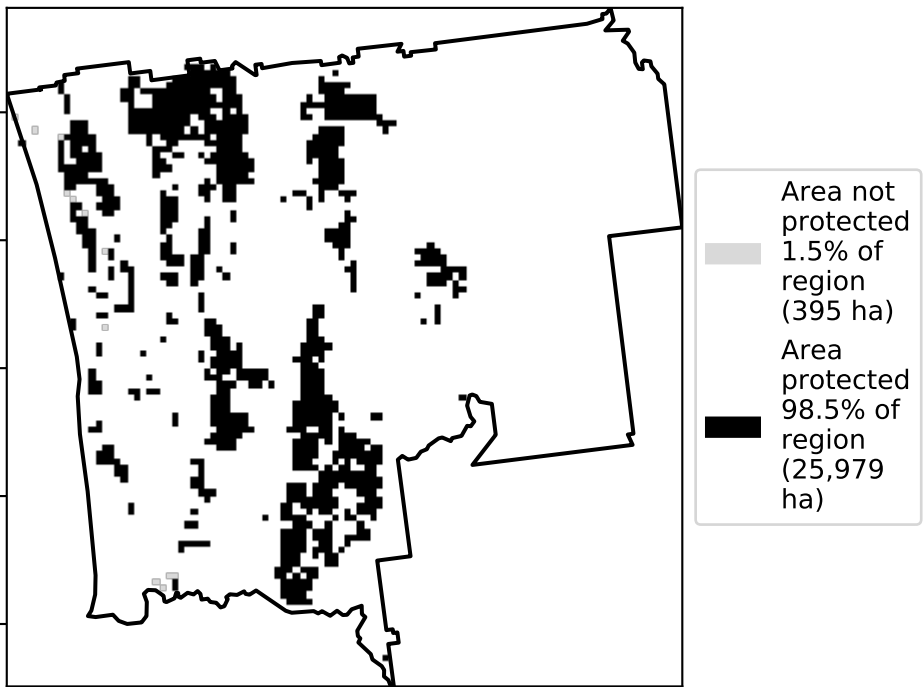 Area not
protected
1.5% of
region
(395 ha)
Area
protected
98.5% of
region
(25,979
ha)